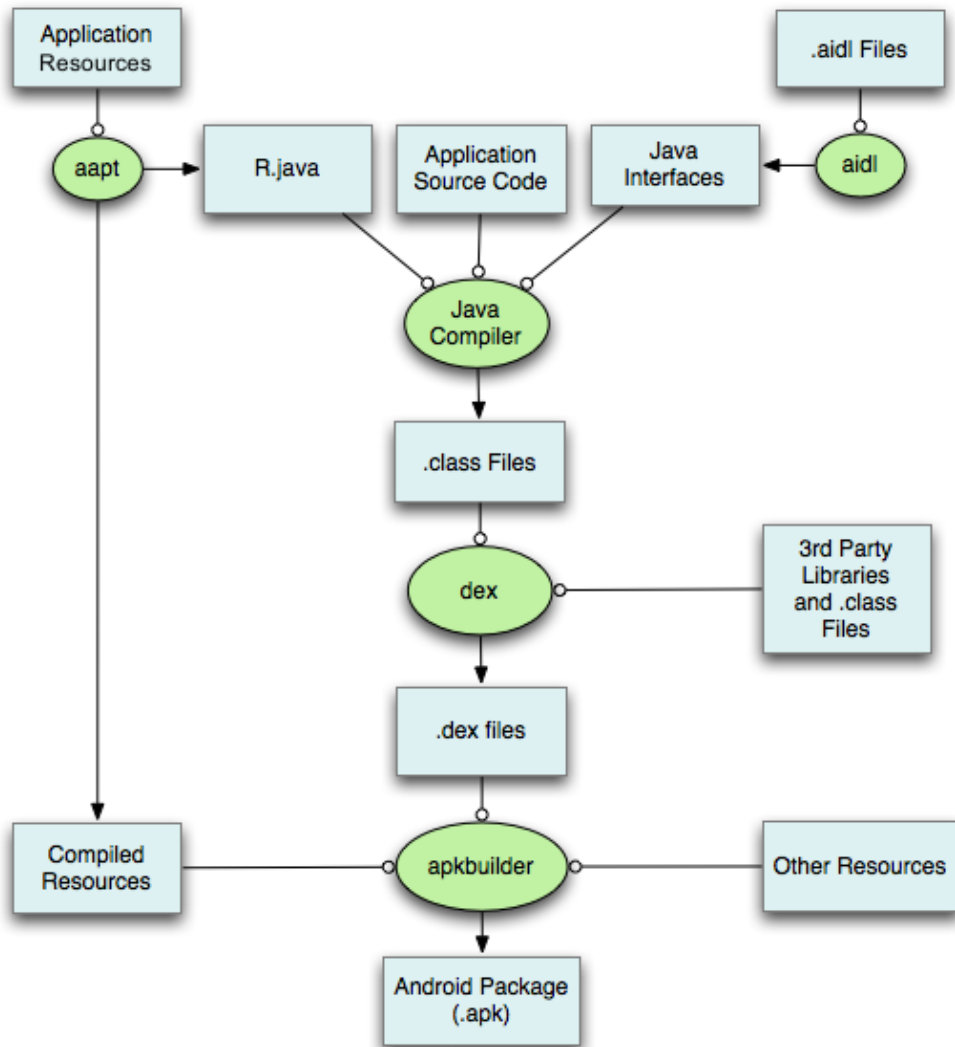 Application
Resources
.aidl Files
aapt
R.java
Application
Source Code
Java
Interfaces
aidl
Java
Compiler
.class Files
dex
3rd Party
Libraries
and .class
Files
.dex files
Compiled
Resources
apkbuilder
Other Resources
Android Package
(.apk)